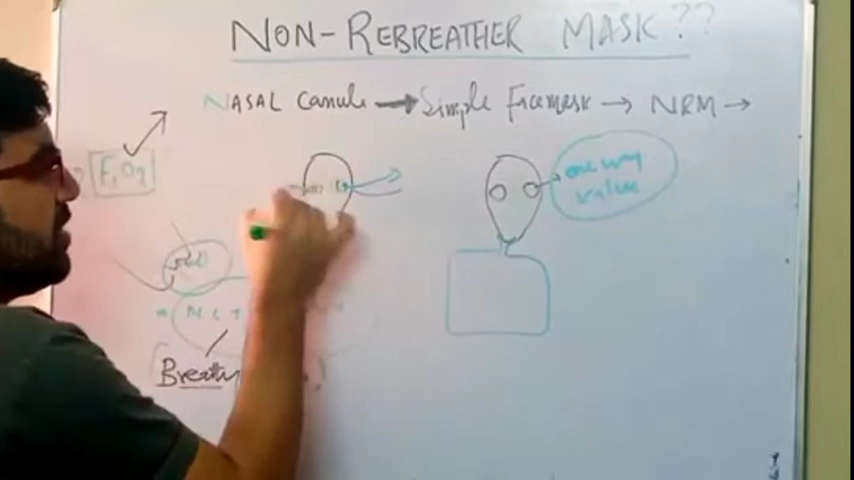 NON-REBREATHER MASK??
NASAL Canula → Simple Facemask → NRM →
FiO2
one way
valve
Breath